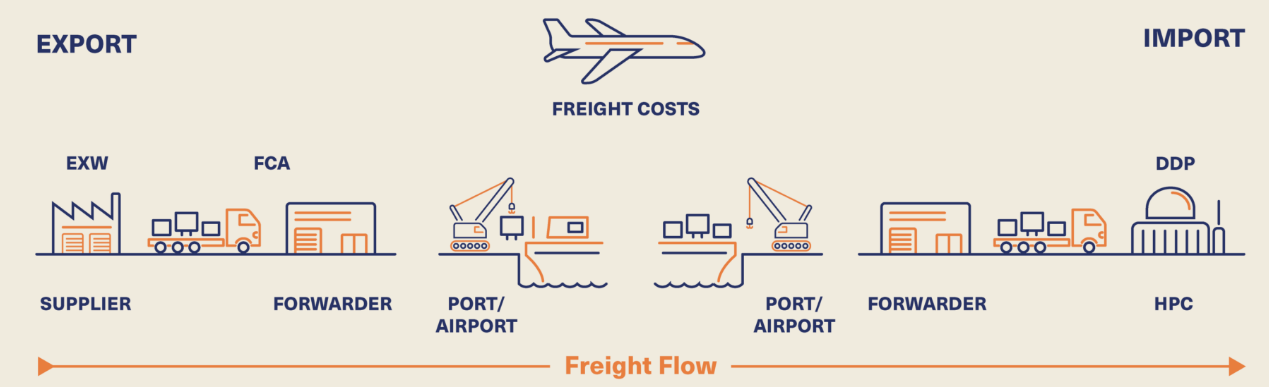 EXPORT
IMPORT
FREIGHT COSTS
EXW
FCA
DDP
SUPPLIER
FORWARDER
PORT/
AIRPORT
PORT/
AIRPORT
FORWARDER
HPC
Freight Flow